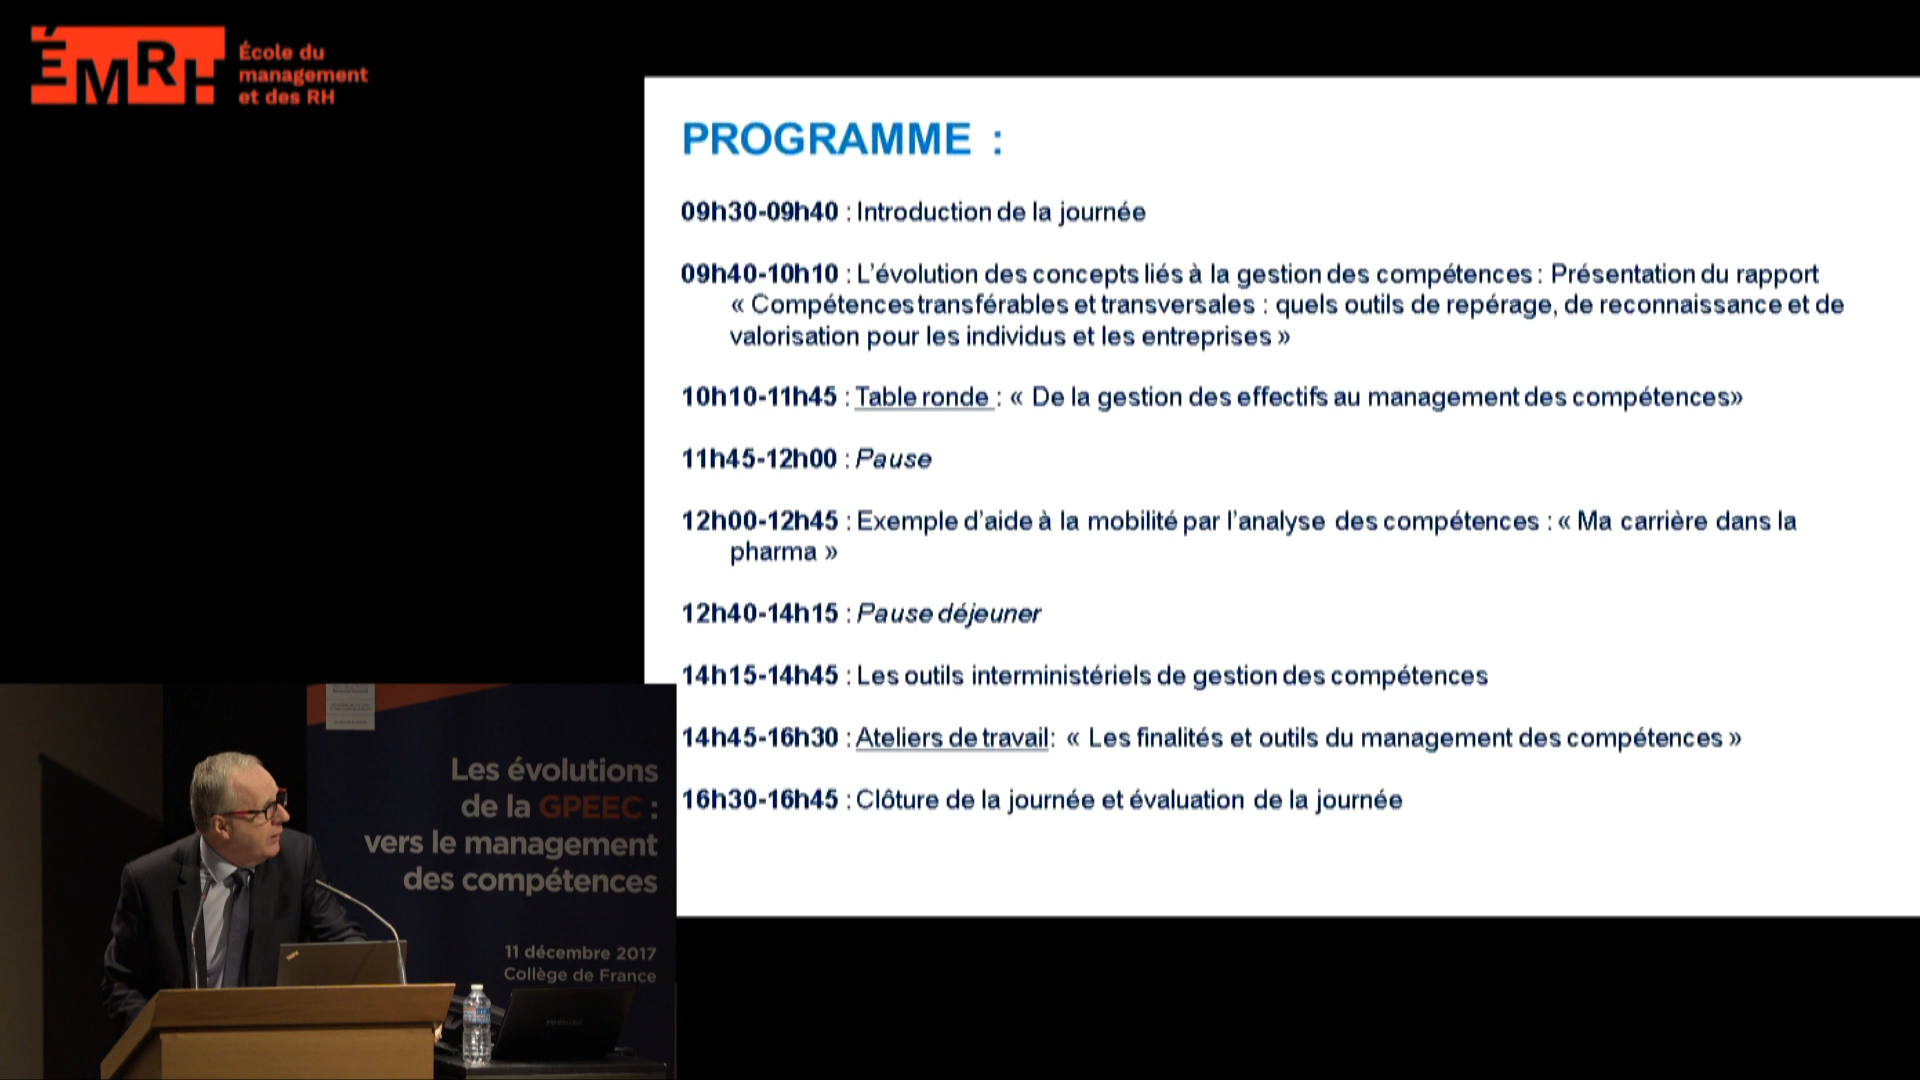 ÉMRH
École du
management
et des RH
PROGRAMME :
09h30-09h40 : Introduction de la journée
09h40-10h10 : L'évolution des concepts liés à la gestion des compétences : Présentation du rapport
« Compétences transférables et transversales : quels outils de repérage, de reconnaissance et de
valorisation pour les individus et les entreprises »
10h10-11h45 : Table ronde : « De la gestion des effectifs au management des compétences»
11h45-12h00 : Pause
12h00-12h45 : Exemple d'aide à la mobilité par l'analyse des compétences : « Ma carrière dans la
pharma »
12h40-14h15 : Pause déjeuner
14h15-14h45 : Les outils interministériels de gestion des compétences
14h45-16h30 : Ateliers de travail: « Les finalités et outils du management des compétences »
16h30-16h45 : Clôture de la journée et évaluation de la journée
Les évolutions
de la GPEEC :
vers le management
des compétences
11 décembre 2017
Collège de France